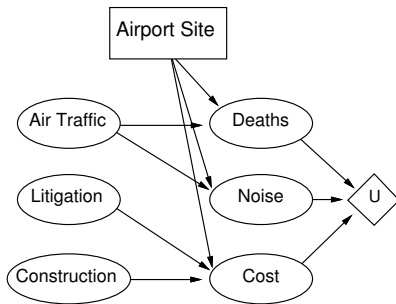 Airport Site
Air Traffic
Deaths
Litigation
Noise
U
Construction
Cost